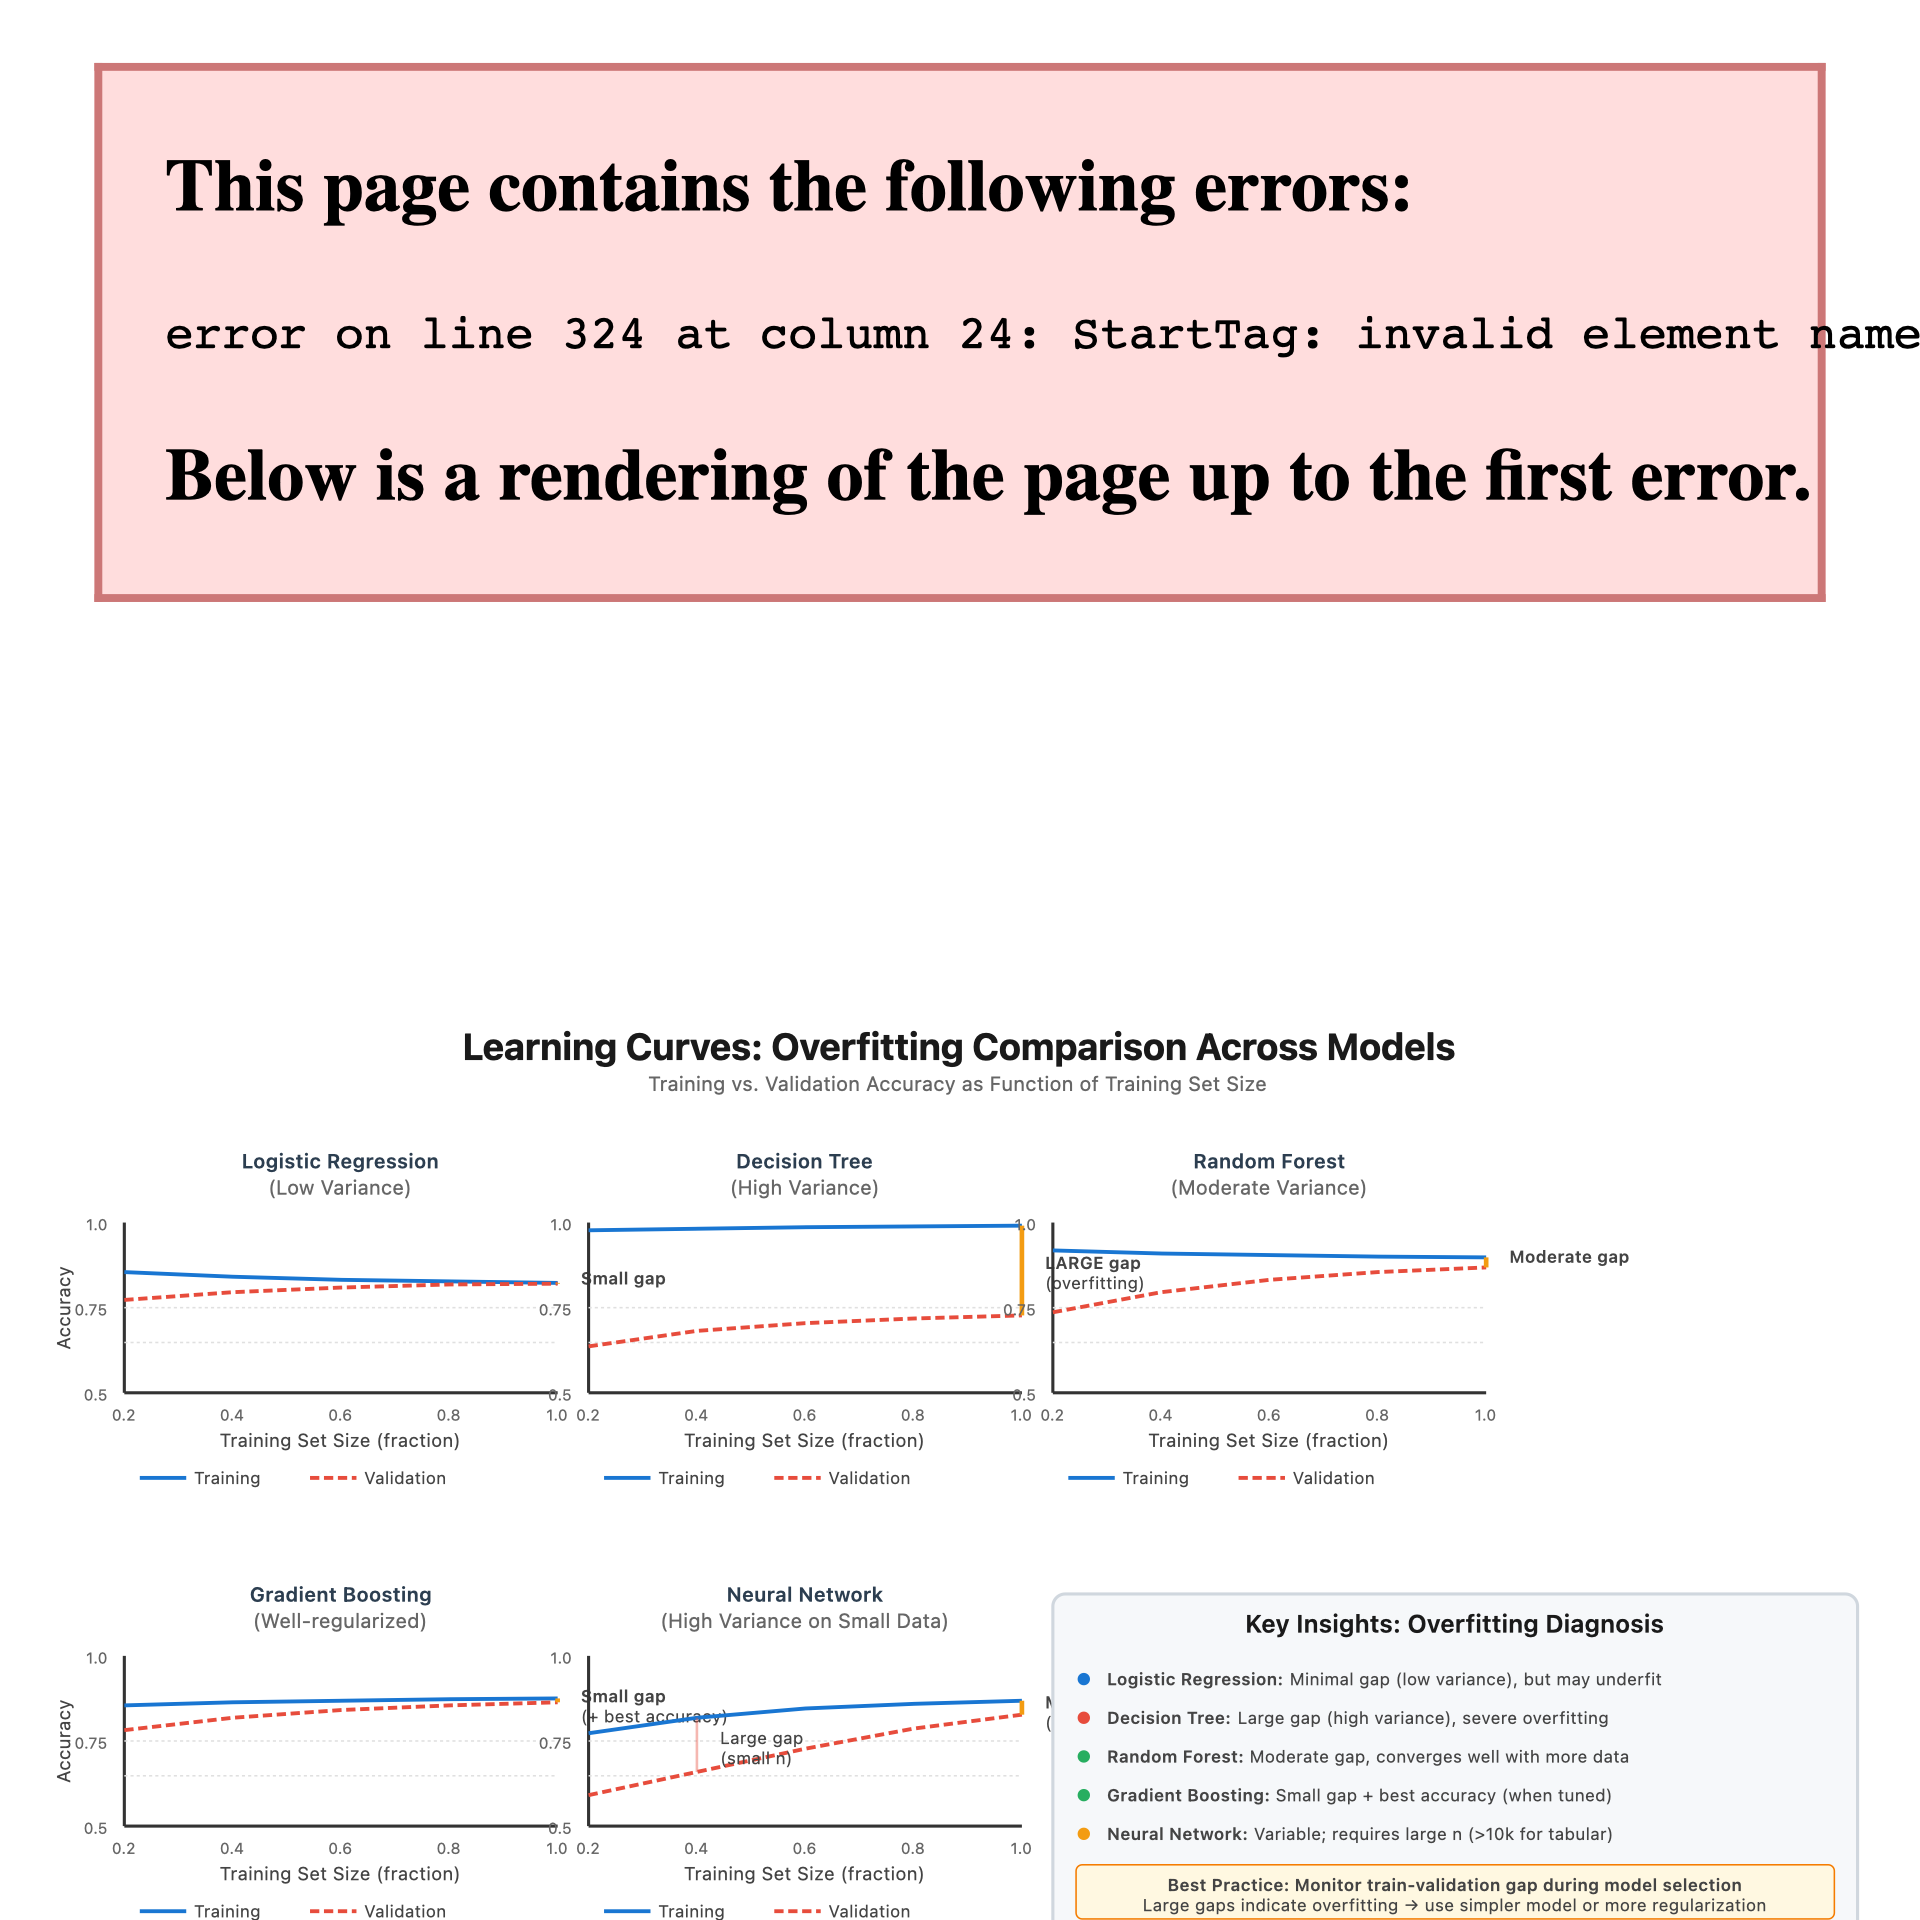 This page contains the following errors:
error on line 324 at column 24: StartTag: invalid element name
Below is a rendering of the page up to the first error.
Learning Curves: Overfitting Comparison Across Models
Training vs. Validation Accuracy as Function of Training Set Size
Logistic Regression
(Low Variance)
1.0
0.75
0.5
Accuracy
0.2 0.4 0.6 0.8 1.0
Training Set Size (fraction)
Training Validation
Small gap
Decision Tree
(High Variance)
1.0
0.75
0.5
0.2 0.4 0.6 0.8 1.0
Training Set Size (fraction)
Training Validation
LARGE gap
(overfitting)
Random Forest
(Moderate Variance)
1.0
0.75
0.5
0.2 0.4 0.6 0.8 1.0
Training Set Size (fraction)
Training Validation
Moderate gap
Gradient Boosting
(Well-regularized)
1.0
0.75
0.5
Accuracy
0.2 0.4 0.6 0.8 1.0
Training Set Size (fraction)
Training Validation
Small gap
(+ best accuracy)
Neural Network
(High Variance on Small Data)
1.0
0.75
0.5
0.2 0.4 0.6 0.8 1.0
Training Set Size (fraction)
Training Validation
Large gap
(small n)
Key Insights: Overfitting Diagnosis
Logistic Regression: Minimal gap (low variance), but may underfit
Decision Tree: Large gap (high variance), severe overfitting
Random Forest: Moderate gap, converges well with more data
Gradient Boosting: Small gap + best accuracy (when tuned)
Neural Network: Variable; requires large n (>10k for tabular)
Best Practice: Monitor train-validation gap during model selection
Large gaps indicate overfitting → use simpler model or more regularization